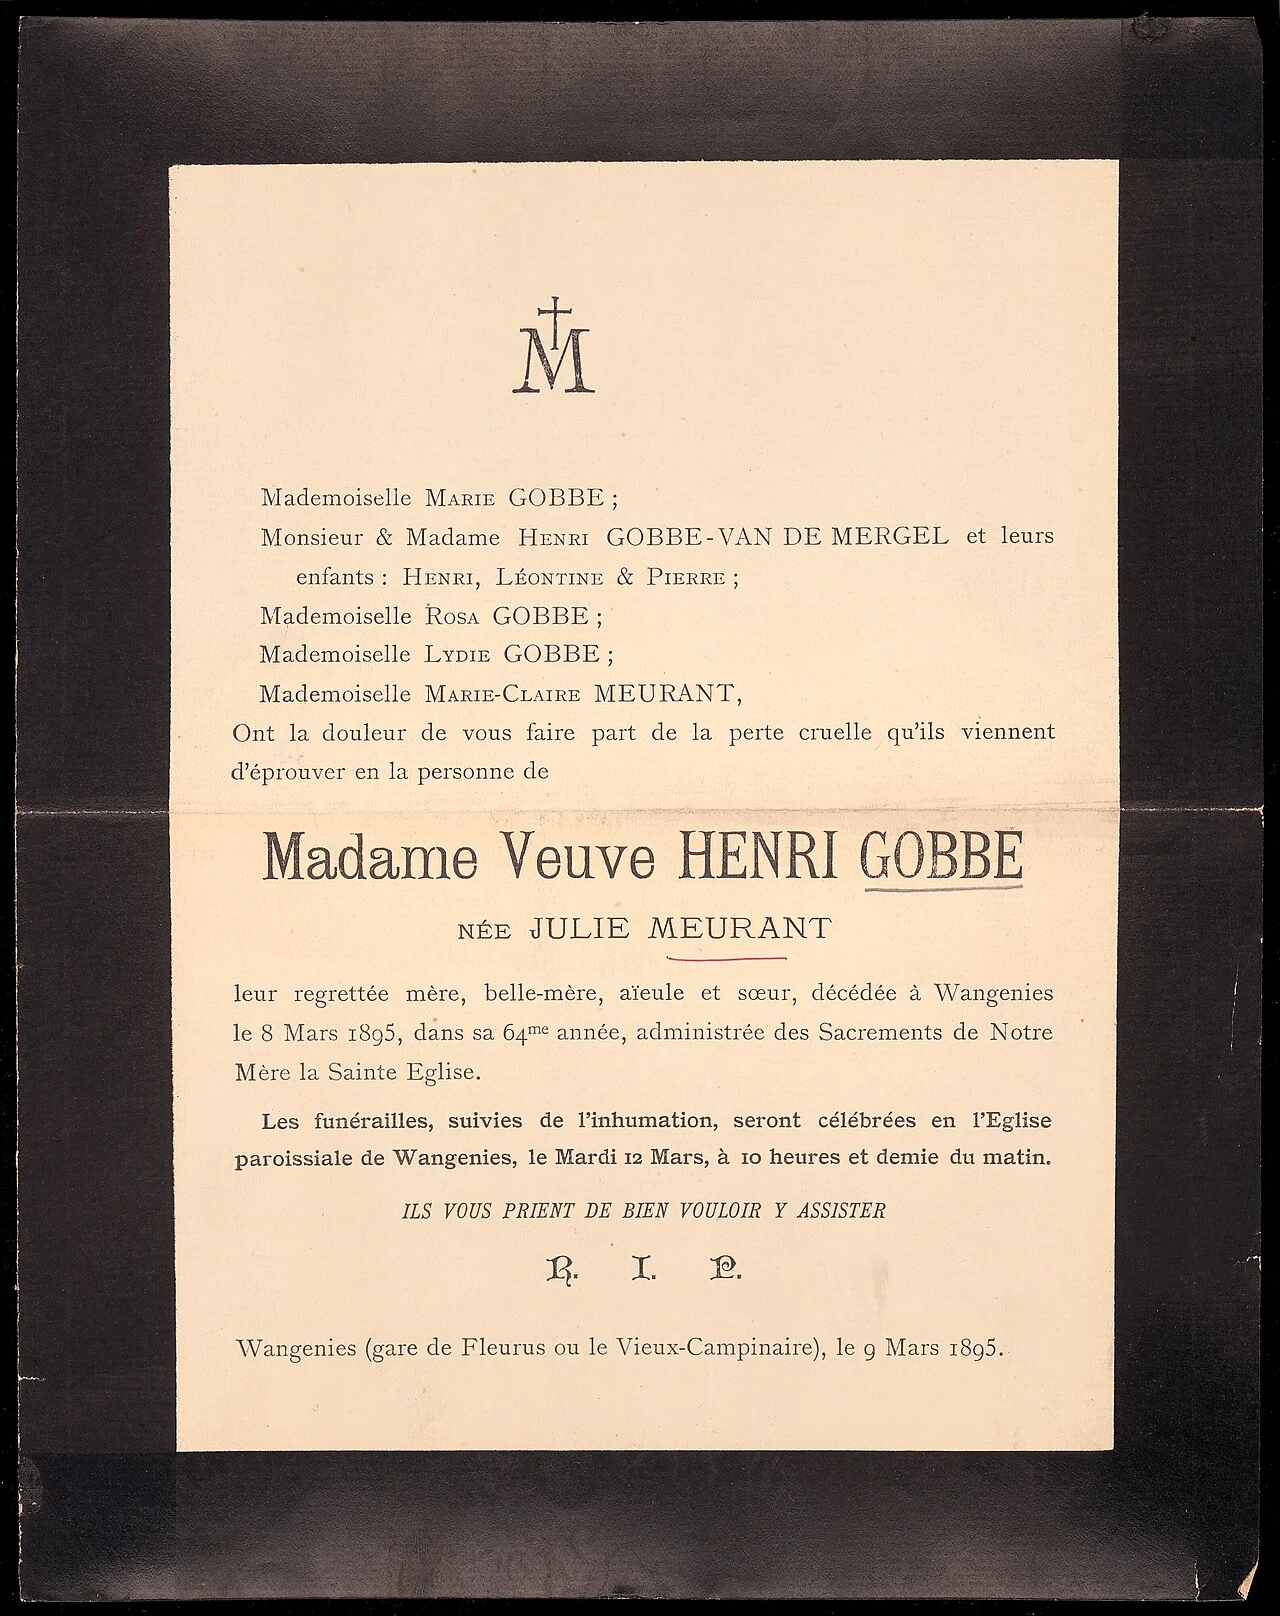 M
Mademoiselle Marie GOBBE ;
Monsieur & Madame Henri GOBBE-VAN DE MERGEL et leurs
enfants : Henri, Léontine & Pierre ;
Mademoiselle Rosa GOBBE ;
Mademoiselle Lydie GOBBE ;
Mademoiselle Marie-Claire MEURANT,
Ont la douleur de vous faire part de la perte cruelle qu'ils viennent
d'éprouver en la personne de
Madame Veuve HENRI GOBBE
NÉE JULIE MEURANT
leur regrettée mère, belle-mère, aïeule et sœur, décédée à Wangenies
le 8 Mars 1895, dans sa 64me année, administrée des Sacrements de Notre
Mère la Sainte Eglise.
Les funérailles, suivies de l'inhumation, seront célébrées en l'Eglise
paroissiale de Wangenies, le Mardi 12 Mars, à 10 heures et demie du matin.
ILS VOUS PRIENT DE BIEN VOULOIR Y ASSISTER
R. I. P.
Wangenies (gare de Fleurus ou le Vieux-Campinaire), le 9 Mars 1895.